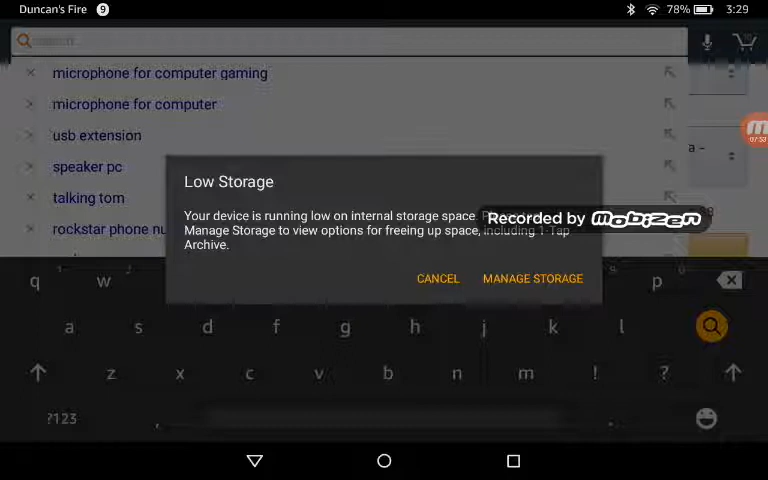 Duncan's Fire 9 78% 3:29
microphone for computer gaming
microphone for computer
usb extension
speaker pc
talking tom
rockstar phone nu
a -
07:53
Low Storage
Your device is running low on internal storage space.
Manage Storage to view options for freeing up space, including 1-Tap
Archive.
Recorded by mobizen
CANCEL MANAGE STORAGE
q w p
a s d f g h j k l
z x c v b n m ! ?
?123 , .